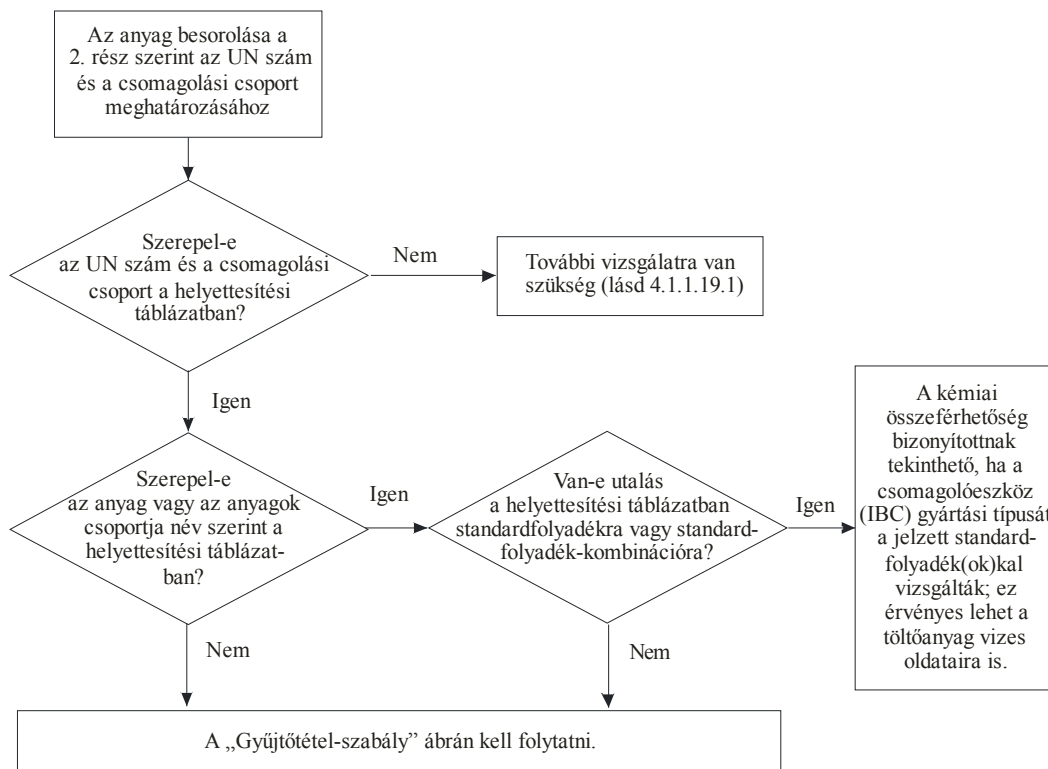 Az anyag besorolása a
2. rész szerint az UN szám
és a csomagolási csoport
meghatározásához
Szerepel-e
az UN szám és a csomagolási
csoport a helyettesítési
táblázatban?
Nem
További vizsgálatra van
szükség (lásd 4.1.1.19.1)
Igen
Szerepel-e
az anyag vagy az anyagok
csoportja név szerint a
helyettesítési táblázat-
ban?
Igen
Van-e utalás
a helyettesítési táblázatban
standardfolyadékra vagy standard-
folyadék-kombinációra?
Igen
A kémiai
összeférhetőség
bizonyítottnak
tekinthető, ha a
csomagolóeszköz
(IBC) gyártási típusát
a jelzett standard-
folyadék(ok)kal
vizsgálták; ez
érvényes lehet a
töltőanyag vizes
oldataira is.
Nem
Nem
A „Gyűjtőtétel-szabály” ábrán kell folytatni.